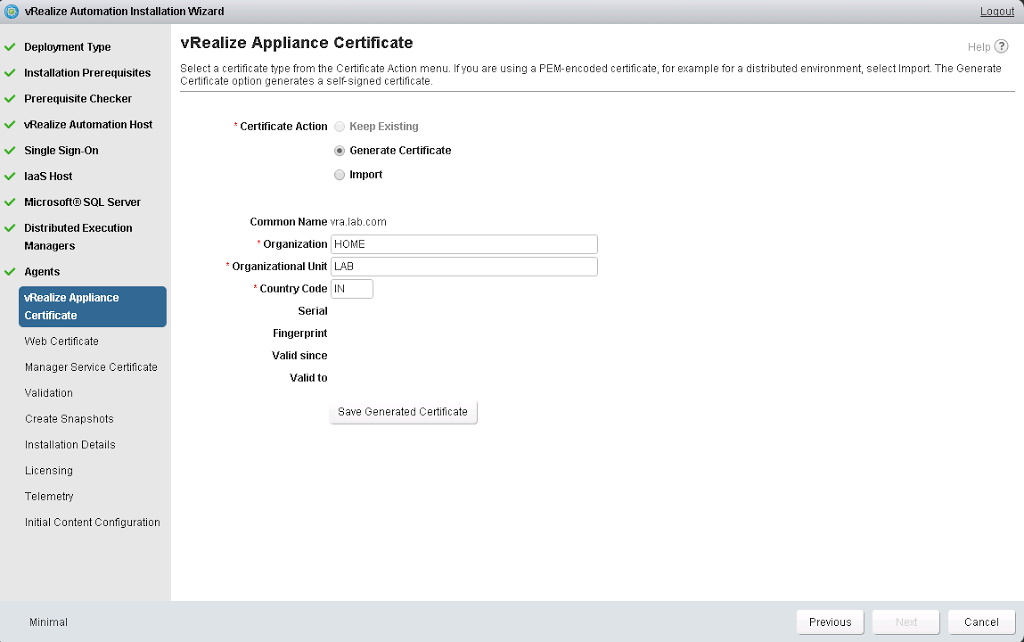 vRealize Automation Installation Wizard
Logout
Deployment Type
Installation Prerequisites
Prerequisite Checker
vRealize Automation Host
Single Sign-On
IaaS Host
Microsoft® SQL Server
Distributed Execution
Managers
Agents
vRealize Appliance
Certificate
Web Certificate
Manager Service Certificate
Validation
Create Snapshots
Installation Details
Licensing
Telemetry
Initial Content Configuration
vRealize Appliance Certificate
Help ?
Select a certificate type from the Certificate Action menu. If you are using a PEM-encoded certificate, for example for a distributed environment, select Import. The Generate
Certificate option generates a self-signed certificate.
* Certificate Action Keep Existing
Generate Certificate
Import
Common Name vra.lab.com
* Organization HOME
* Organizational Unit LAB
* Country Code IN
Serial
Fingerprint
Valid since
Valid to
Save Generated Certificate
Minimal
Previous Next Cancel